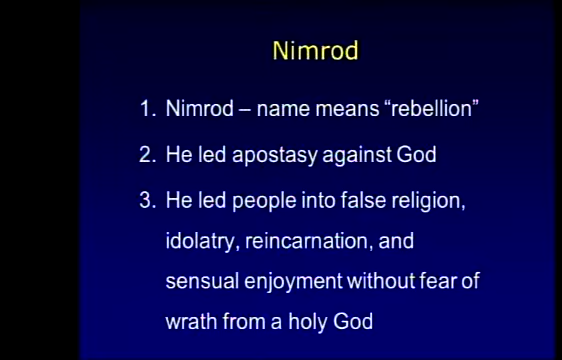 Nimrod
1. Nimrod – name means “rebellion”
2. He led apostasy against God
3. He led people into false religion,
idolatry, reincarnation, and
sensual enjoyment without fear of
wrath from a holy God